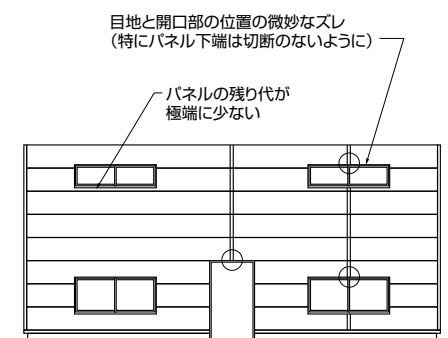 目地と開口部の位置の微妙なズレ
（特にパネル下端は切断のないように）
パネルの残り代が
極端に少ない